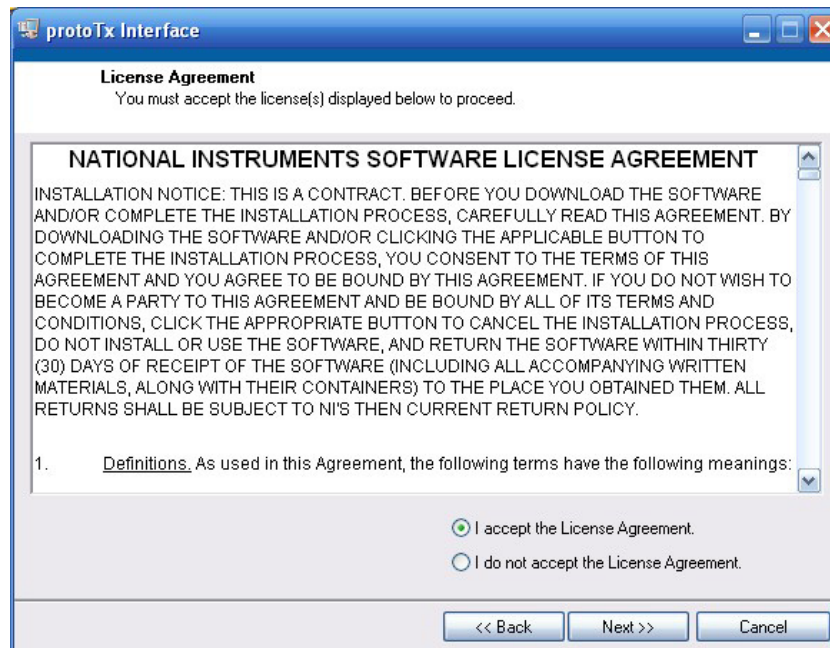 protoTx Interface
License Agreement
You must accept the license(s) displayed below to proceed.
NATIONAL INSTRUMENTS SOFTWARE LICENSE AGREEMENT
INSTALLATION NOTICE: THIS IS A CONTRACT. BEFORE YOU DOWNLOAD THE SOFTWARE
AND/OR COMPLETE THE INSTALLATION PROCESS, CAREFULLY READ THIS AGREEMENT. BY
DOWNLOADING THE SOFTWARE AND/OR CLICKING THE APPLICABLE BUTTON TO
COMPLETE THE INSTALLATION PROCESS, YOU CONSENT TO THE TERMS OF THIS
AGREEMENT AND YOU AGREE TO BE BOUND BY THIS AGREEMENT. IF YOU DO NOT WISH TO
BECOME A PARTY TO THIS AGREEMENT AND BE BOUND BY ALL OF ITS TERMS AND
CONDITIONS, CLICK THE APPROPRIATE BUTTON TO CANCEL THE INSTALLATION PROCESS,
DO NOT INSTALL OR USE THE SOFTWARE, AND RETURN THE SOFTWARE WITHIN THIRTY
(30) DAYS OF RECEIPT OF THE SOFTWARE (INCLUDING ALL ACCOMPANYING WRITTEN
MATERIALS, ALONG WITH THEIR CONTAINERS) TO THE PLACE YOU OBTAINED THEM. ALL
RETURNS SHALL BE SUBJECT TO NI'S THEN CURRENT RETURN POLICY.
1. Definitions. As used in this Agreement, the following terms have the following meanings:
I accept the License Agreement.
I do not accept the License Agreement.
<< Back Next >> Cancel